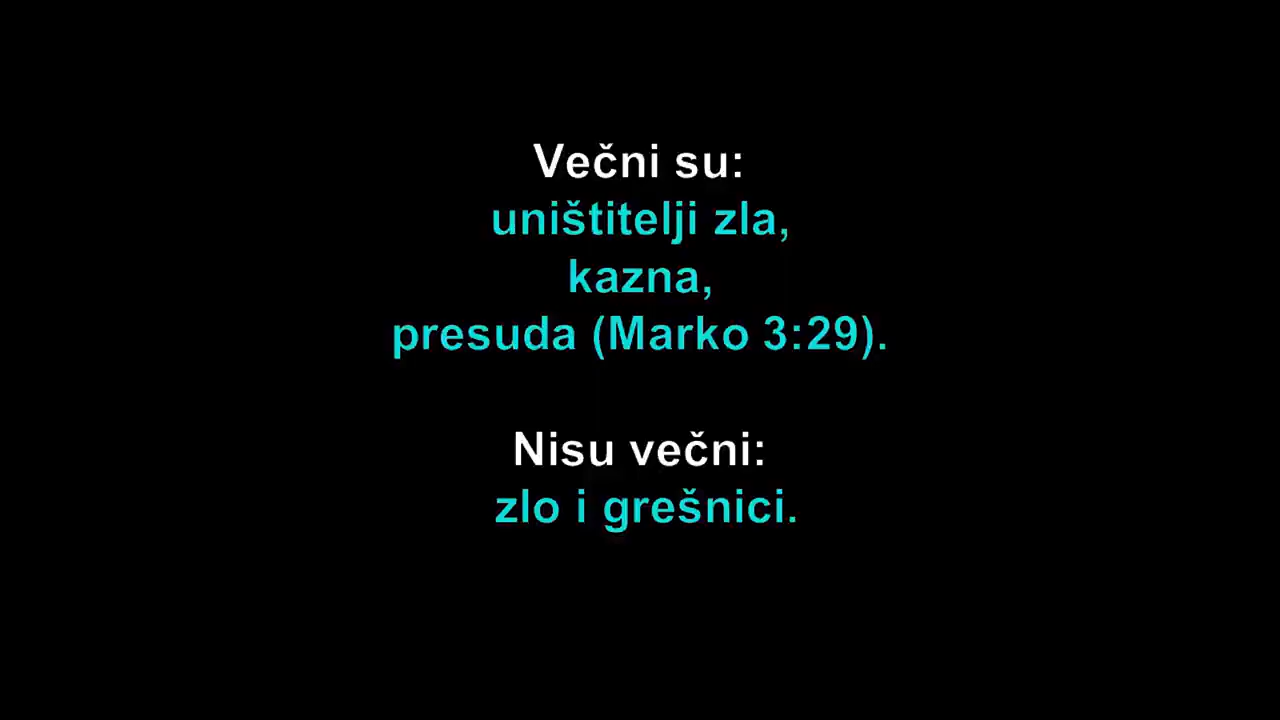 Večni su:
uništitelji zla,
kazna,
presuda (Marko 3:29).
Nisu večni:
zlo i grešnici.